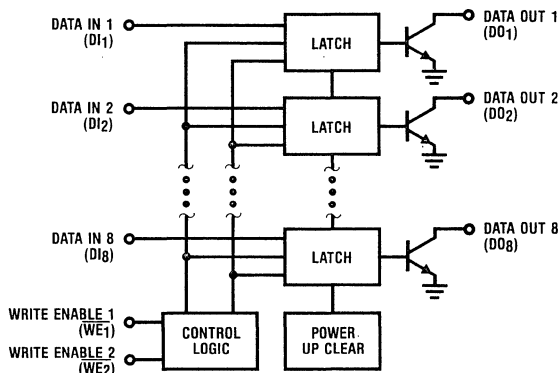 DATA IN 1
(DI1)
LATCH
DATA OUT 1
(DO1)
DATA IN 2
(DI2)
LATCH
DATA OUT 2
(DO2)
DATA IN 8
(DI8)
LATCH
DATA OUT 8
(DO8)
WRITE ENABLE 1
(WE1)
WRITE ENABLE 2
(WE2)
CONTROL
LOGIC
POWER
UP CLEAR